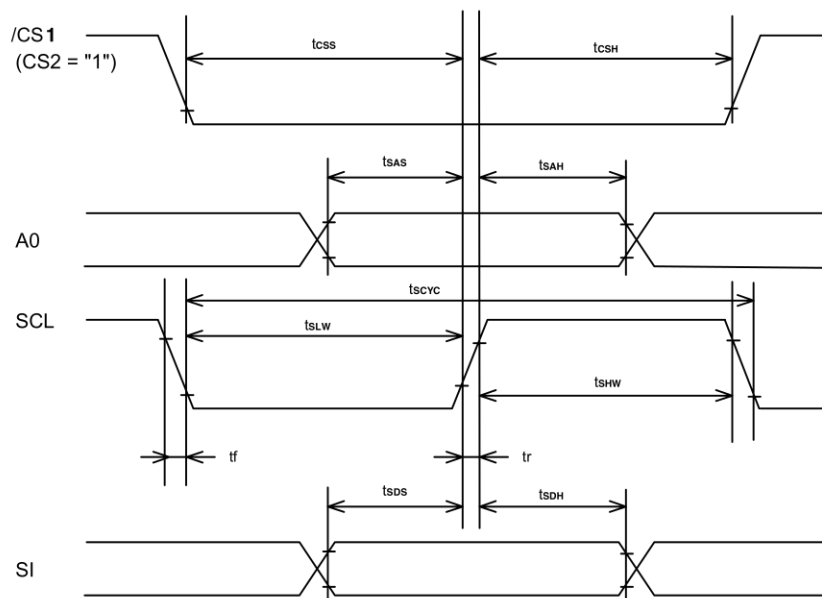 /CS1
(CS2 = "1")
tCSS
tCSH
tSAS
tSAH
A0
tSCYC
SCL
tSLW
tSHW
tf
tr
tSDS
tSDH
SI